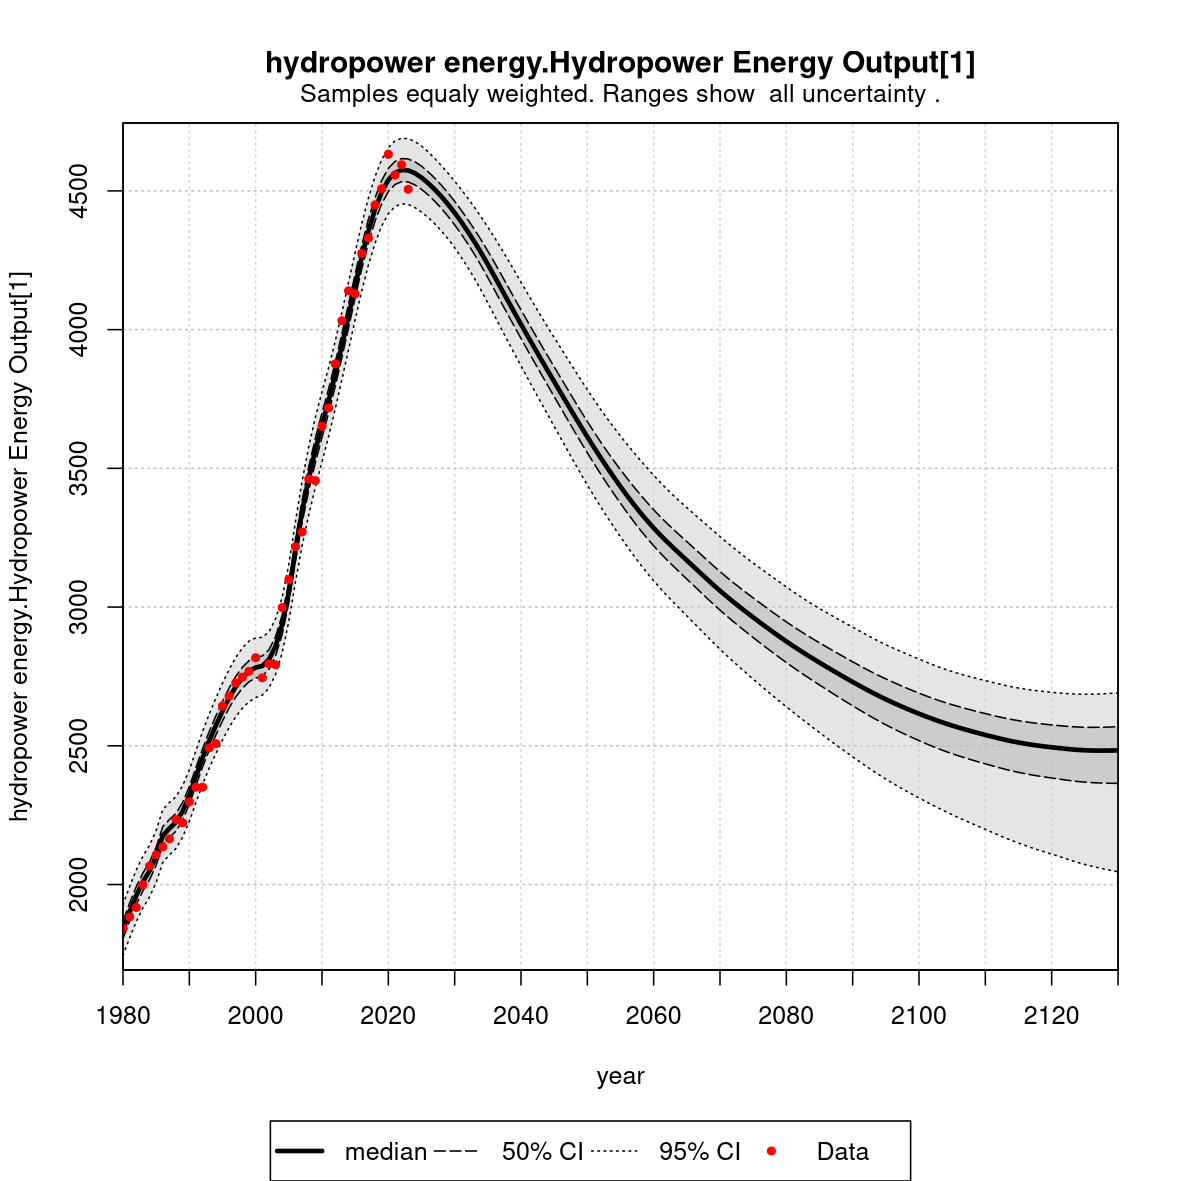 hydropower energy.Hydropower Energy Output[1]
Samples equaly weighted. Ranges show  all uncertainty .
hydropower energy.Hydropower Energy Output[1]
4500
4000
3500
3000
2500
2000
1980 2000 2020 2040 2060 2080 2100 2120
year
median 50% CI 95% CI Data